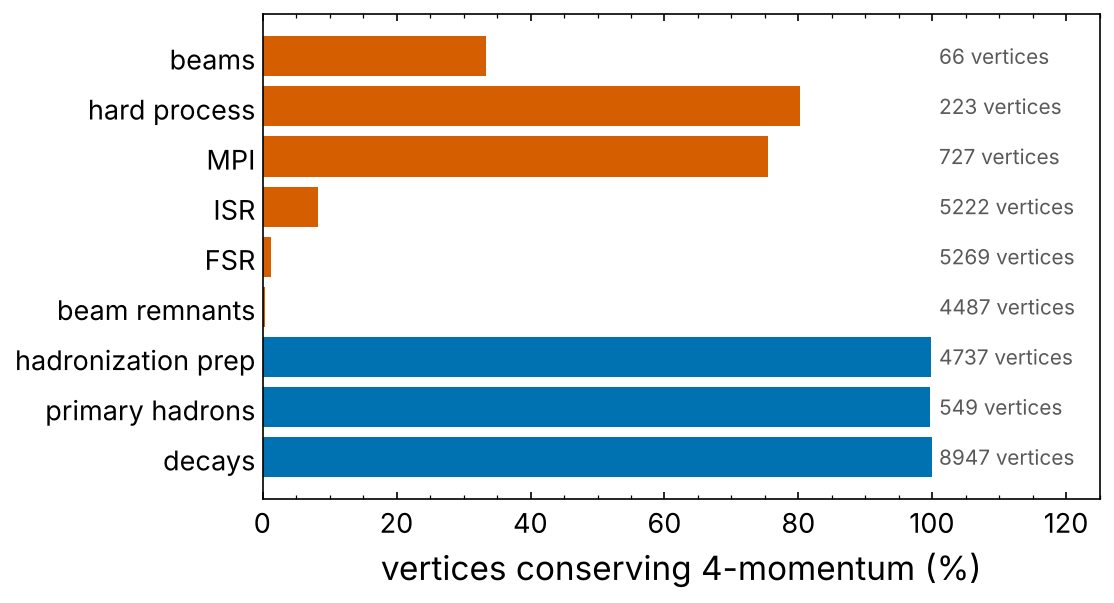 beams 66 vertices
hard process 223 vertices
MPI 727 vertices
ISR 5222 vertices
FSR 5269 vertices
beam remnants 4487 vertices
hadronization prep 4737 vertices
primary hadrons 549 vertices
decays 8947 vertices
0 20 40 60 80 100 120
vertices conserving 4-momentum (%)